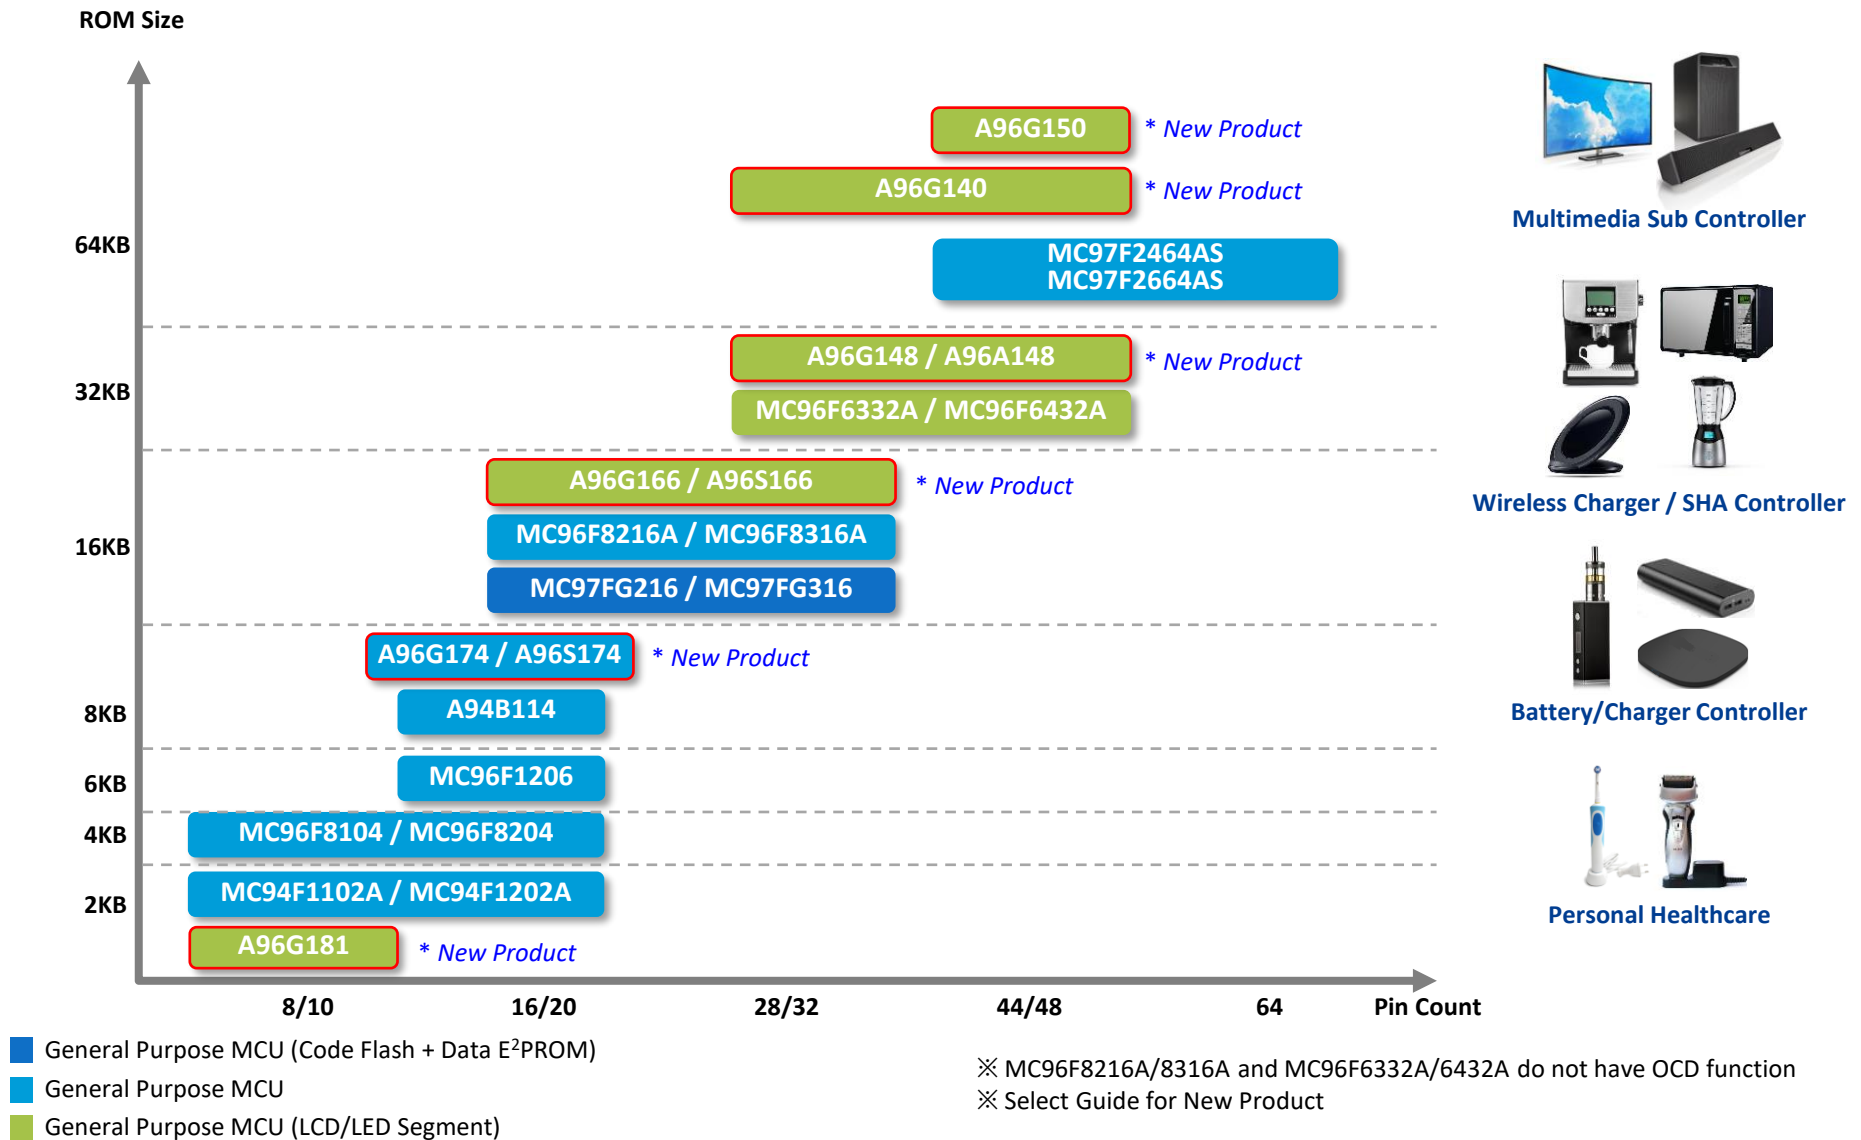 ROM Size
A96G150
* New Product
A96G140
* New Product
Multimedia Sub Controller
64KB
MC97F2464AS
MC97F2664AS
A96G148 / A96A148
* New Product
32KB
MC96F6332A / MC96F6432A
A96G166 / A96S166
* New Product
Wireless Charger / SHA Controller
MC96F8216A / MC96F8316A
16KB
MC97FG216 / MC97FG316
A96G174 / A96S174
* New Product
8KB
A94B114
Battery/Charger Controller
MC96F1206
6KB
4KB
MC96F8104 / MC96F8204
MC94F1102A / MC94F1202A
2KB
Personal Healthcare
A96G181
* New Product
8/10
16/20
28/32
44/48
64
Pin Count
General Purpose MCU (Code Flash + Data E²PROM)
General Purpose MCU
General Purpose MCU (LCD/LED Segment)
※ MC96F8216A/8316A and MC96F6332A/6432A do not have OCD function
※ Select Guide for New Product